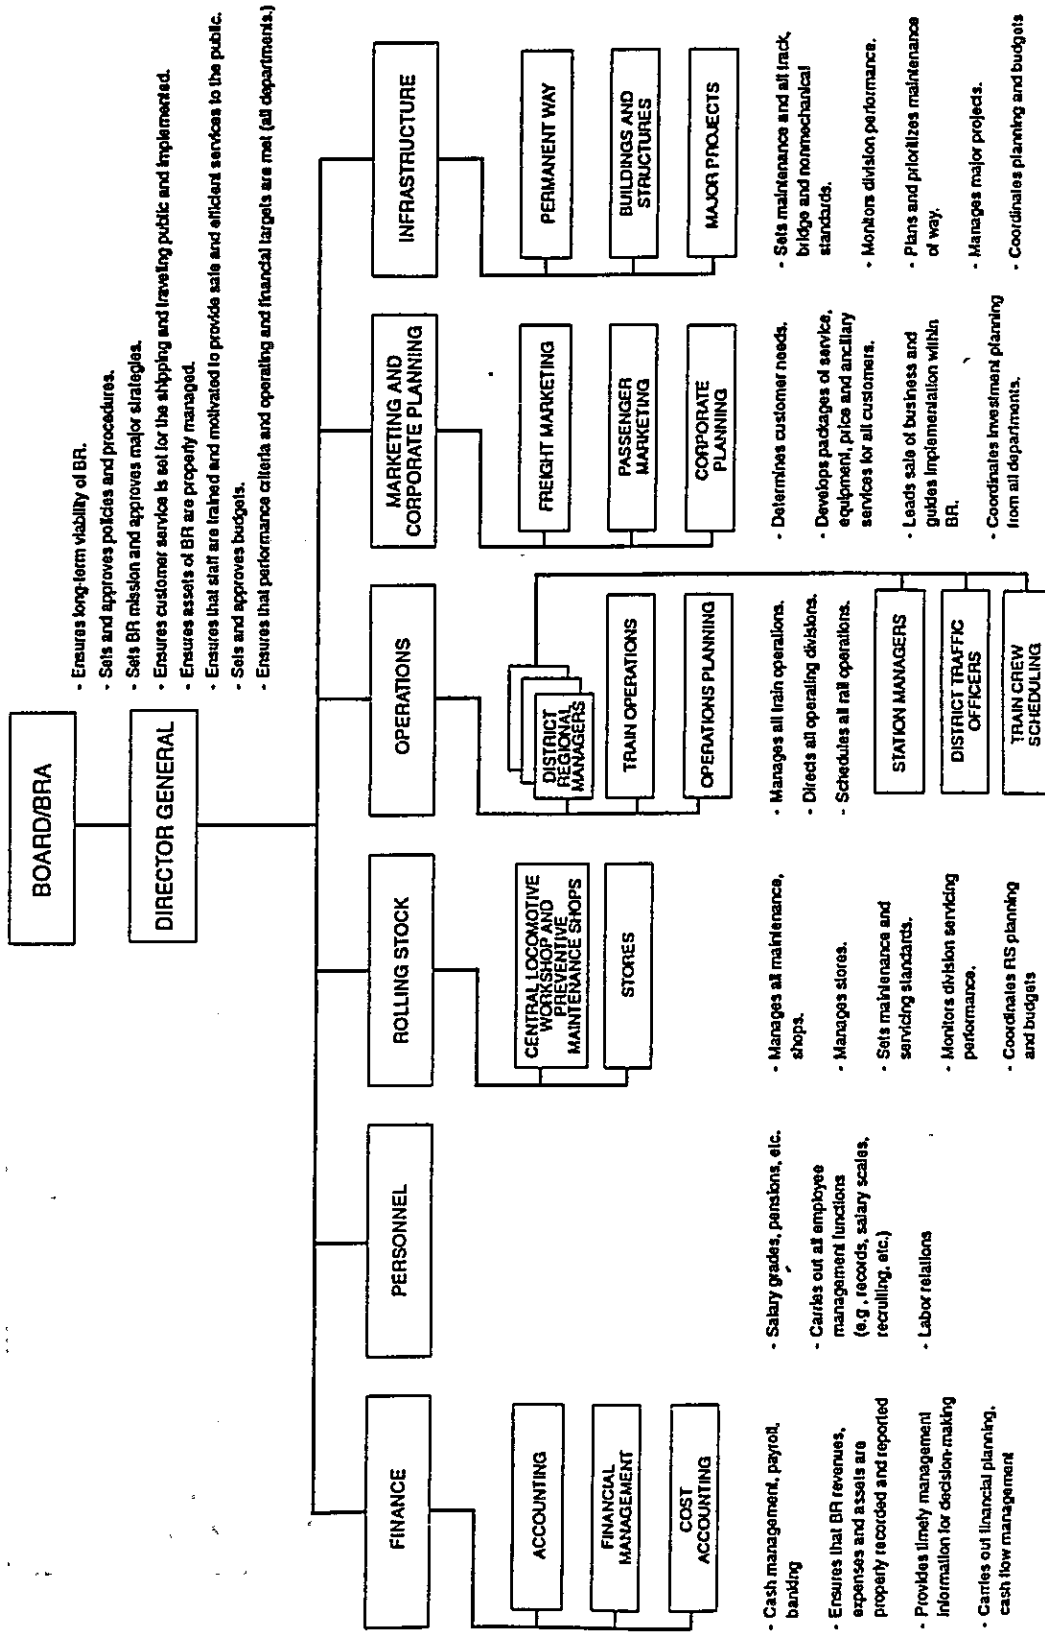 BOARD/BRA
DIRECTOR GENERAL
- Ensures long-term viability of BR.
- Sets and approves policies and procedures.
- Sets BR mission and approves major strategies.
- Ensures customer service is set for the shipping and traveling public and implemented.
- Ensures assets of BR are properly managed.
- Ensures that staff are trained and motivated to provide safe and efficient services to the public.
- Sets and approves budgets.
- Ensures that performance criteria and operating and financial targets are met (all departments.)
FINANCE
ACCOUNTING
FINANCIAL
MANAGEMENT
COST
ACCOUNTING
- Cash management, payroll,
banking
- Ensures that BR revenues,
expenses and assets are
properly recorded and reported
- Provides timely management
information for decision-making
- Carries out financial planning,
cash flow management
PERSONNEL
- Salary grades, pensions, etc.
- Carries out all employee
management functions
(e.g., records, salary scales,
recruiting, etc.)
- Labor relations
ROLLING STOCK
CENTRAL LOCOMOTIVE
WORKSHOP AND
PREVENTIVE
MAINTENANCE SHOPS
STORES
- Manages all maintenance,
shops.
- Manages stores.
- Sets maintenance and
servicing standards.
- Monitors division servicing
performance.
- Coordinates RS planning
and budgets
OPERATIONS
DISTRICT
REGIONAL
MANAGERS
TRAIN OPERATIONS
OPERATIONS PLANNING
- Manages all train operations.
- Directs all operating divisions.
- Schedules all rail operations.
STATION MANAGERS
DISTRICT TRAFFIC
OFFICERS
TRAIN CREW
SCHEDULING
MARKETING AND
CORPORATE PLANNING
FREIGHT MARKETING
PASSENGER
MARKETING
CORPORATE
PLANNING
- Determines customer needs.
- Develops packages of service,
equipment, price and ancillary
services for all customers.
- Leads sale of business and
guides implementation within
BR.
- Coordinates investment planning
from all departments.
INFRASTRUCTURE
PERMANENT WAY
BUILDINGS AND
STRUCTURES
MAJOR PROJECTS
- Sets maintenance and all track,
bridge and nonmechanical
standards.
- Monitors division performance.
- Plans and prioritizes maintenance
of way.
- Manages major projects.
- Coordinates planning and budgets